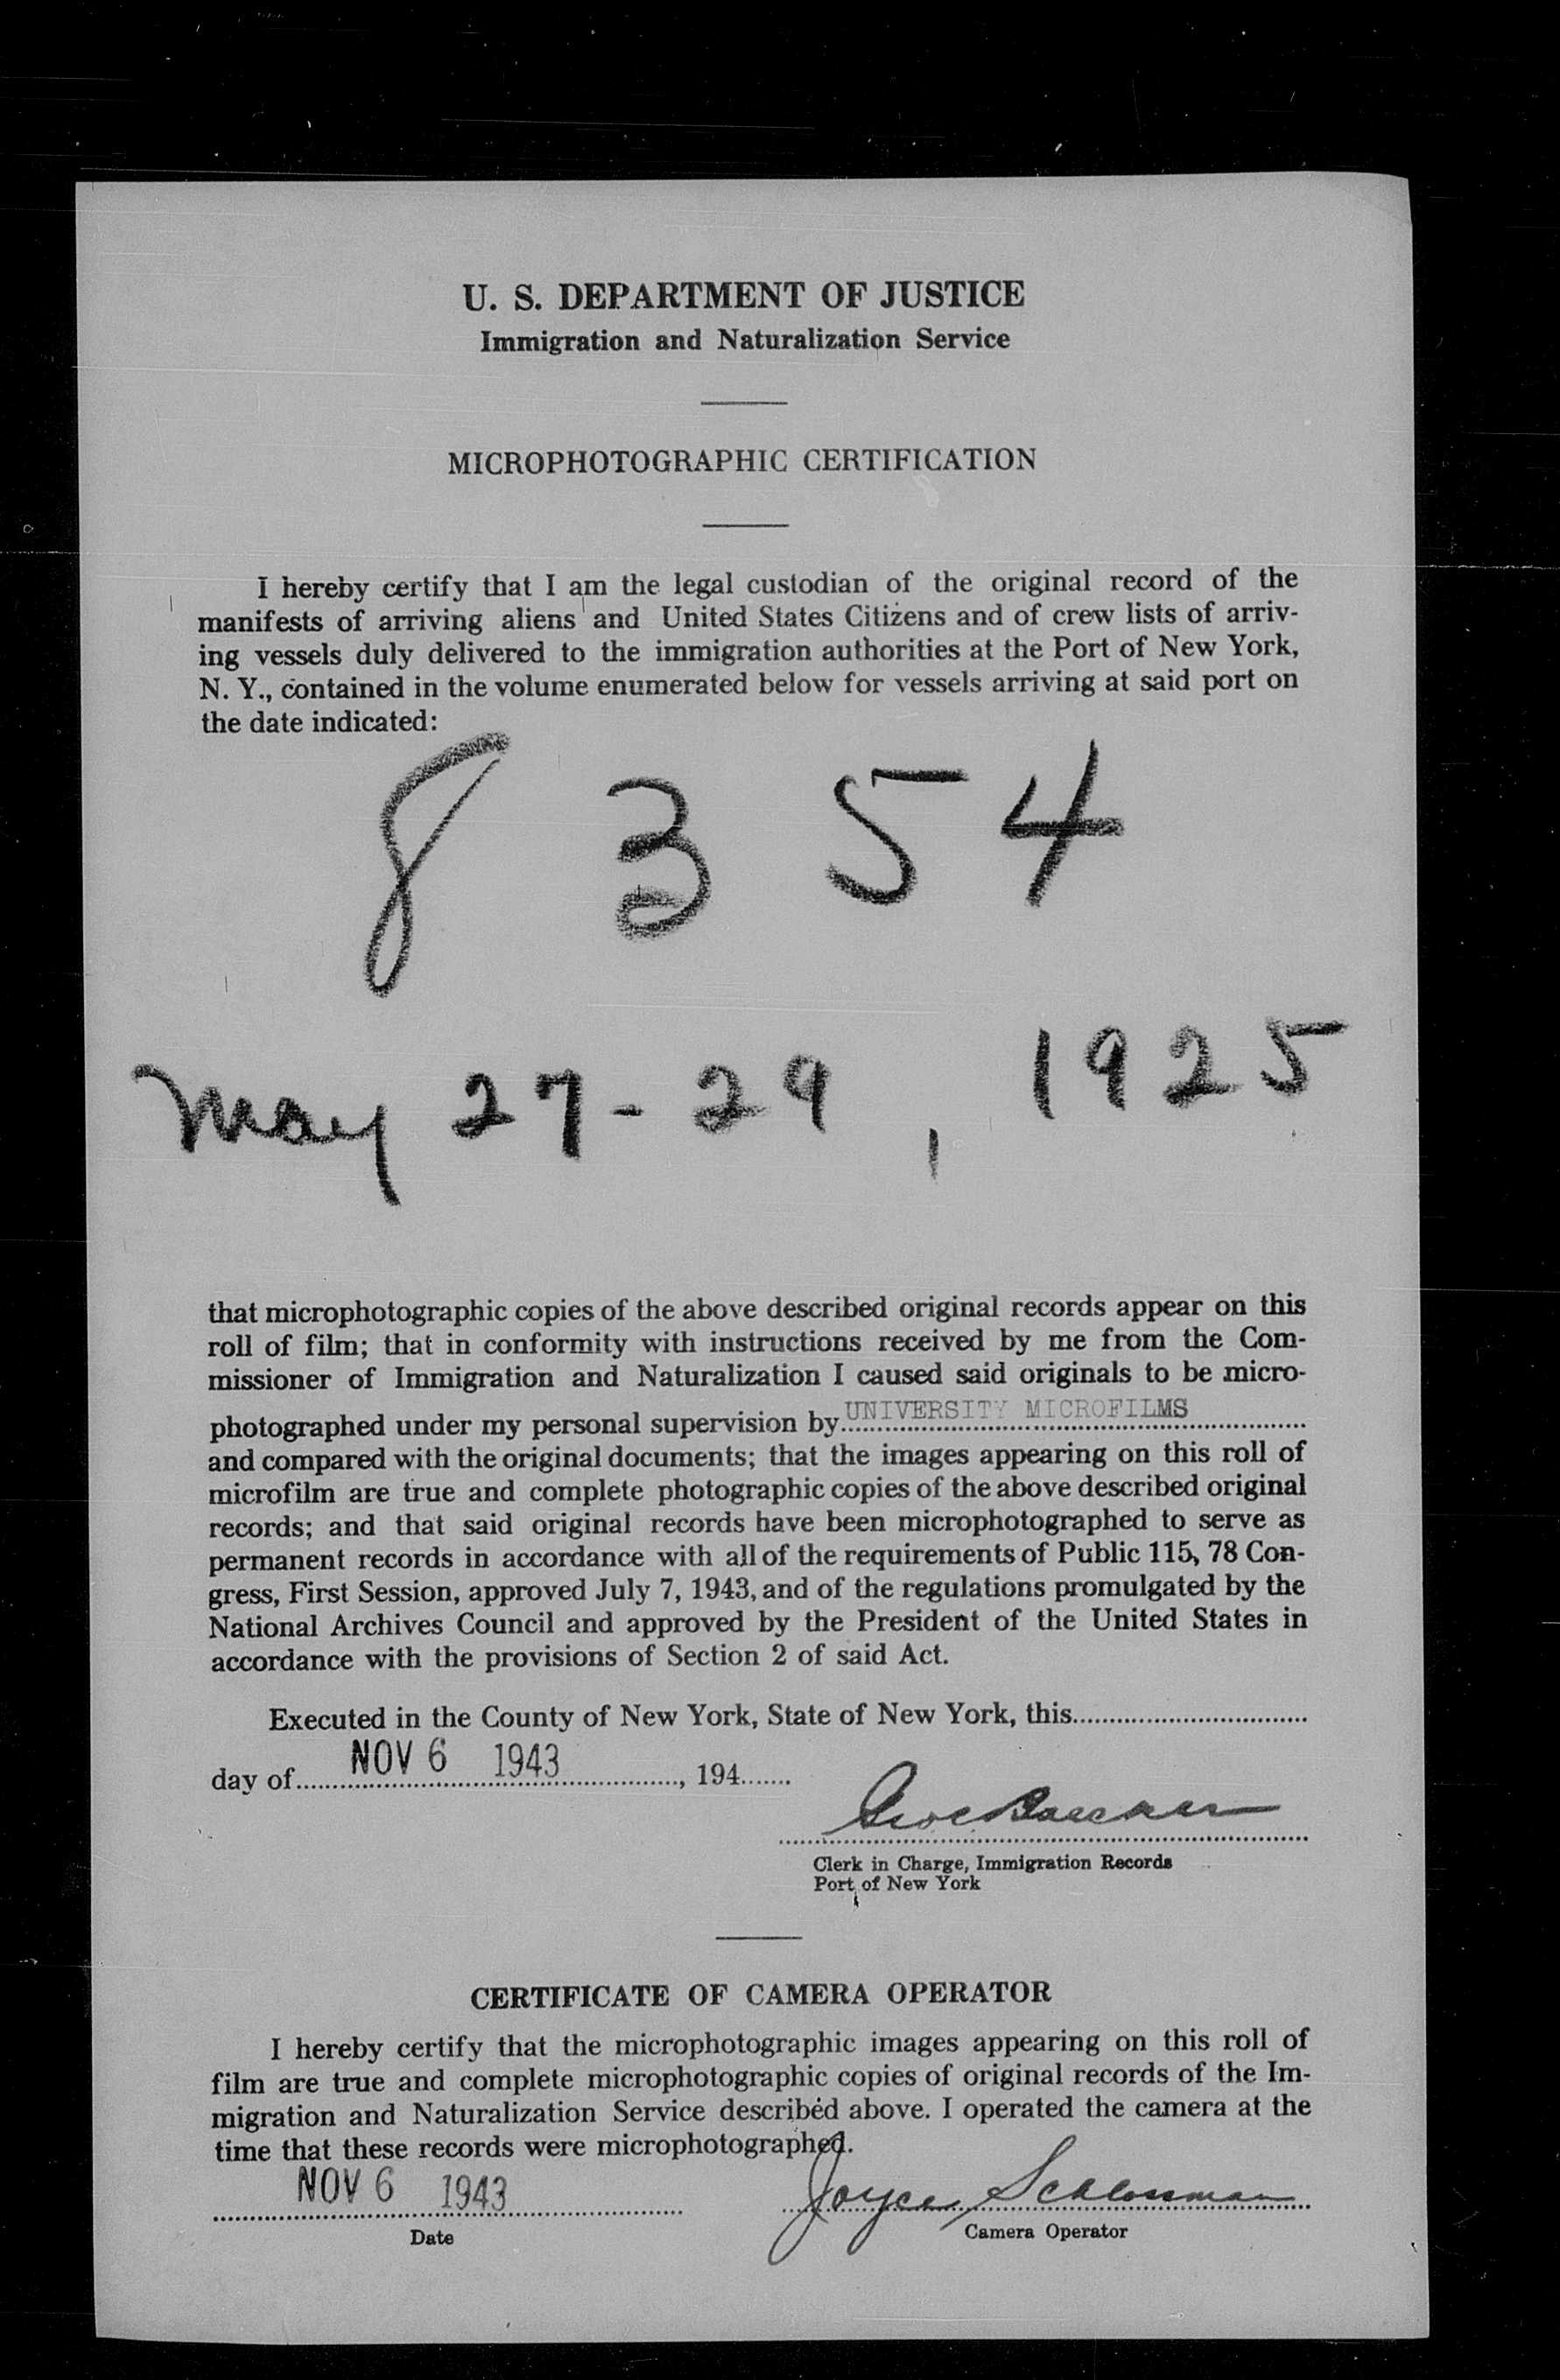 U. S. DEPARTMENT OF JUSTICE
Immigration and Naturalization Service
MICROPHOTOGRAPHIC CERTIFICATION
I hereby certify that I am the legal custodian of the original record of the
manifests of arriving aliens and United States Citizens and of crew lists of arriv-
ing vessels duly delivered to the immigration authorities at the Port of New York,
N. Y., contained in the volume enumerated below for vessels arriving at said port on
the date indicated:
8 3 5 4
May 27 - 29, 1925
that microphotographic copies of the above described original records appear on this
roll of film; that in conformity with instructions received by me from the Com-
missioner of Immigration and Naturalization I caused said originals to be micro-
photographed under my personal supervision by UNIVERSITY MICROFILMS
and compared with the original documents; that the images appearing on this roll of
microfilm are true and complete photographic copies of the above described original
records; and that said original records have been microphotographed to serve as
permanent records in accordance with all of the requirements of Public 115, 78 Con-
gress, First Session, approved July 7, 1943, and of the regulations promulgated by the
National Archives Council and approved by the President of the United States in
accordance with the provisions of Section 2 of said Act.
Executed in the County of New York, State of New York, this
day of NOV 6 1943, 194
Clerk in Charge, Immigration Records
Port of New York
CERTIFICATE OF CAMERA OPERATOR
I hereby certify that the microphotographic images appearing on this roll of
film are true and complete microphotographic copies of original records of the Im-
migration and Naturalization Service described above. I operated the camera at the
time that these records were microphotographed.
NOV 6 1943 Joyce Schlossman
Date Camera Operator